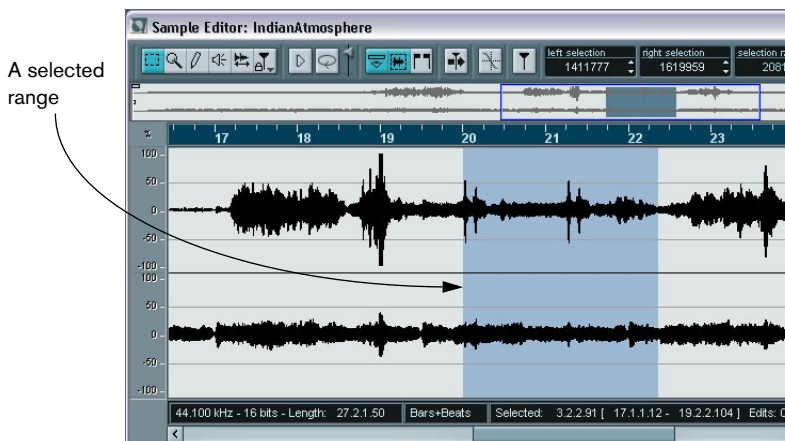 Sample Editor: IndianAtmosphere
A selected
range
left selection
1411777
right selection
1619959
selection r
2081
%
17 18 19 20 21 22 23
100
50
0
-50
-100
100
50
0
-50
-100
44.100 kHz - 16 bits - Length: 27.2.1.50 Bars+Beats Selected: 3.2.2.91 [ 17.1.1.12 - 19.2.2.104 ] Edits: 0